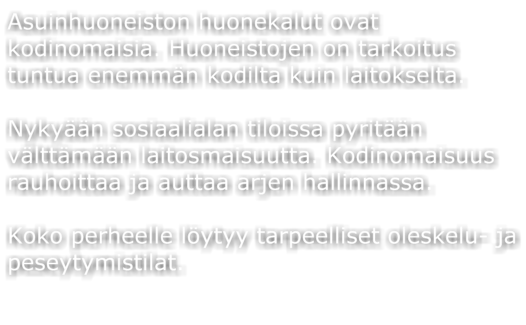 Asuinhuoneiston huonekalut ovat
kodinomaisia. Huoneistojen on tarkoitus
tuntua enemmän kodilta kuin laitokselta.
Nykyään sosiaalialan tiloissa pyritään
välttämään laitosmaisuutta. Kodinomaisuus
rauhoittaa ja auttaa arjen hallinnassa.
Koko perheelle löytyy tarpeelliset oleskelu- ja
peseytymistilat.